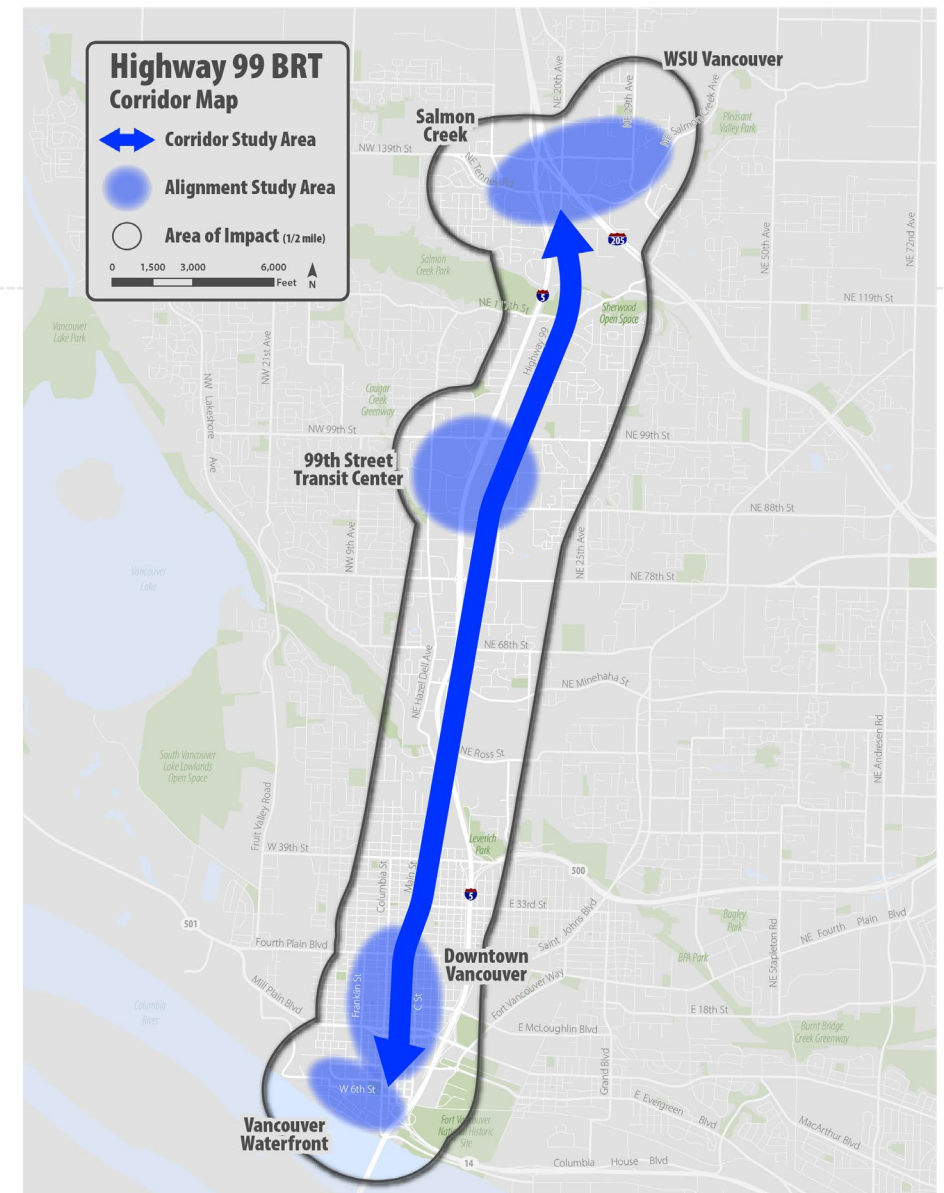 Highway 99 BRT
Corridor Map
Corridor Study Area
Alignment Study Area
Area of Impact (1/2 mile)
0 1,500 3,000 6,000
Feet N
WSU Vancouver
NE 20th Ave
NE 29th Ave
NE Salmon Creek Ave
Pleasant
Valley Park
Salmon
Creek
NW 139th St
NE 50th Ave
NE 72nd Ave
205
Salmon
Creek Park
5
NE 119th St
Sherwood
Open Space
Highway 99
Vancouver
Lake Park
NW 21st Ave
NW Lakeshore Ave
Cougar
Creek
Greenway
NW 99th St
NE 99th St
99th Street
Transit Center
NE 88th St
NW 9th Ave
NE 25th Ave
NE 78th St
Vancouver
Lake
NE 68th St
NE Hazel Dell Ave
NE Minehaha St
NE Ross St
NE Andresen Rd
South Vancouver
Lake Lowlands
Open Space
Fruit Valley Road
Leverich
Park
W 39th St
500
Columbia St
Main St
5
E 33rd St
Saint Johns Blvd
501
Bagley
Park
NE Stapleton Rd
NE Fourth Plain Blvd
Fourth Plain Blvd
BPA Park
Downtown
Vancouver
Mill Plain Blvd
Franklin St
C St
Fort Vancouver Way
Columbia
River
E 18th St
E McLoughlin Blvd
Burnt Bridge
Creek Greenway
Grand Blvd
W 6th St
E Evergreen Blvd
MacArthur Blvd
Vancouver
Waterfront
National Historic
Site
14
Columbia House Blvd